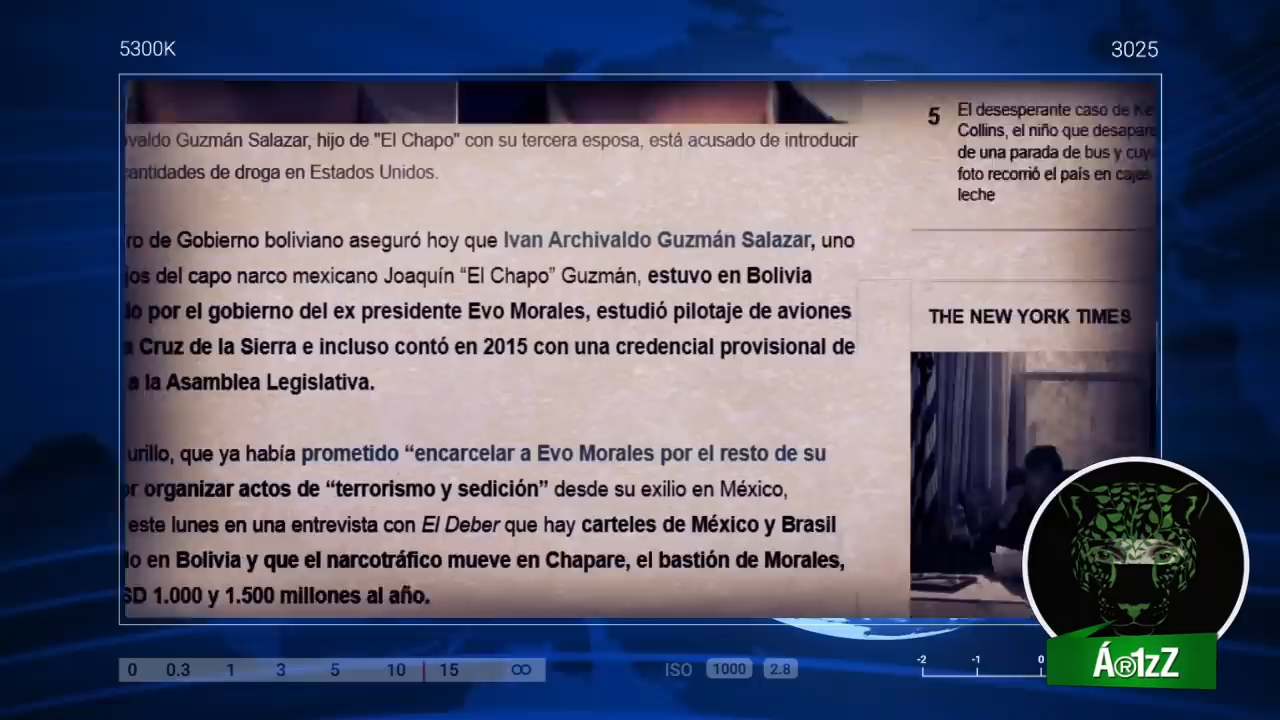 5300K
3025
valdo Guzmán Salazar, hijo de "El Chapo" con su tercera esposa, está acusado de introducir
cantidades de droga en Estados Unidos.
ro de Gobierno boliviano aseguró hoy que Ivan Archivaldo Guzmán Salazar, uno
jos del capo narco mexicano Joaquín “El Chapo” Guzmán, estuvo en Bolivia
o por el gobierno del ex presidente Evo Morales, estudió pilotaje de aviones
a Cruz de la Sierra e incluso contó en 2015 con una credencial provisional de
a la Asamblea Legislativa.
urillo, que ya había prometido “encarcelar a Evo Morales por el resto de su
r organizar actos de “terrorismo y sedición” desde su exilio en México,
este lunes en una entrevista con El Deber que hay carteles de México y Brasil
o en Bolivia y que el narcotráfico mueve en Chapare, el bastión de Morales,
SD 1.000 y 1.500 millones al año.
5 El desesperante caso de Ke
Collins, el niño que desapare
de una parada de bus y cuya
foto recorrió el país en cajas
leche
THE NEW YORK TIMES
0 0.3 1 3 5 10 15 ∞
ISO 1000 2.8
-2 -1 0
Á®1zZ